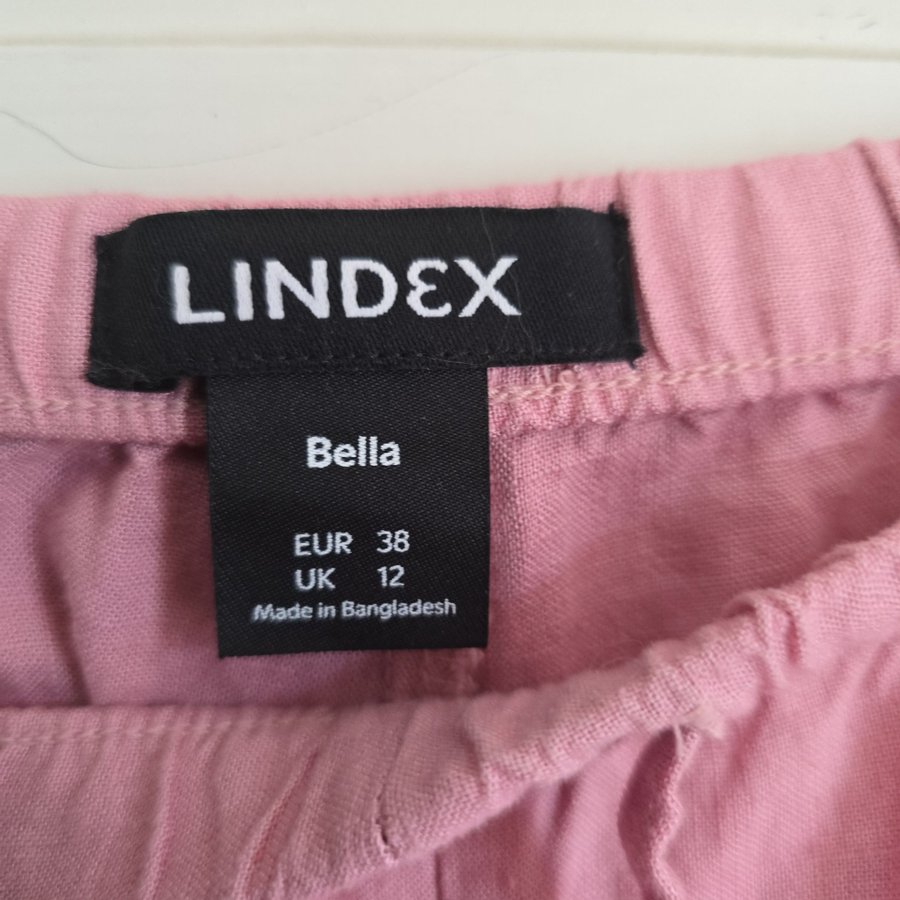 LINDEX
Bella
EUR 38
UK 12
Made in Bangladesh